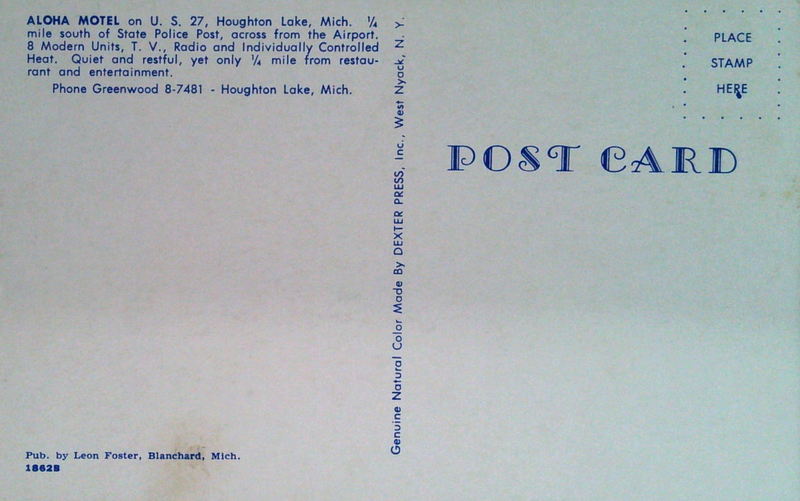 ALOHA MOTEL on U. S. 27, Houghton Lake, Mich. ¼
mile south of State Police Post, across from the Airport.
8 Modern Units, T. V., Radio and Individually Controlled
Heat. Quiet and restful, yet only ¼ mile from restau-
rant and entertainment.
Phone Greenwood 8-7481 - Houghton Lake, Mich.
Pub. by Leon Foster, Blanchard, Mich.
1862B
Genuine Natural Color Made By DEXTER PRESS, Inc., West Nyack, N. Y.
PLACE
STAMP
HERE
POST CARD